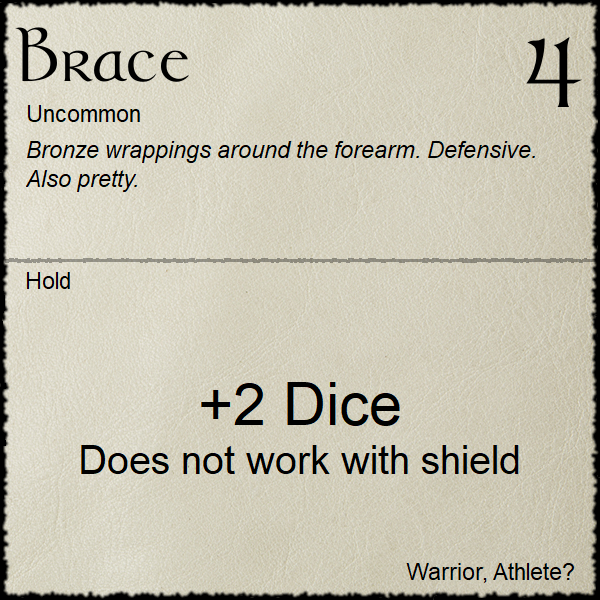 Brace
4
Uncommon
Bronze wrappings around the forearm. Defensive.
Also pretty.
Hold
+2 Dice
Does not work with shield
Warrior, Athlete?